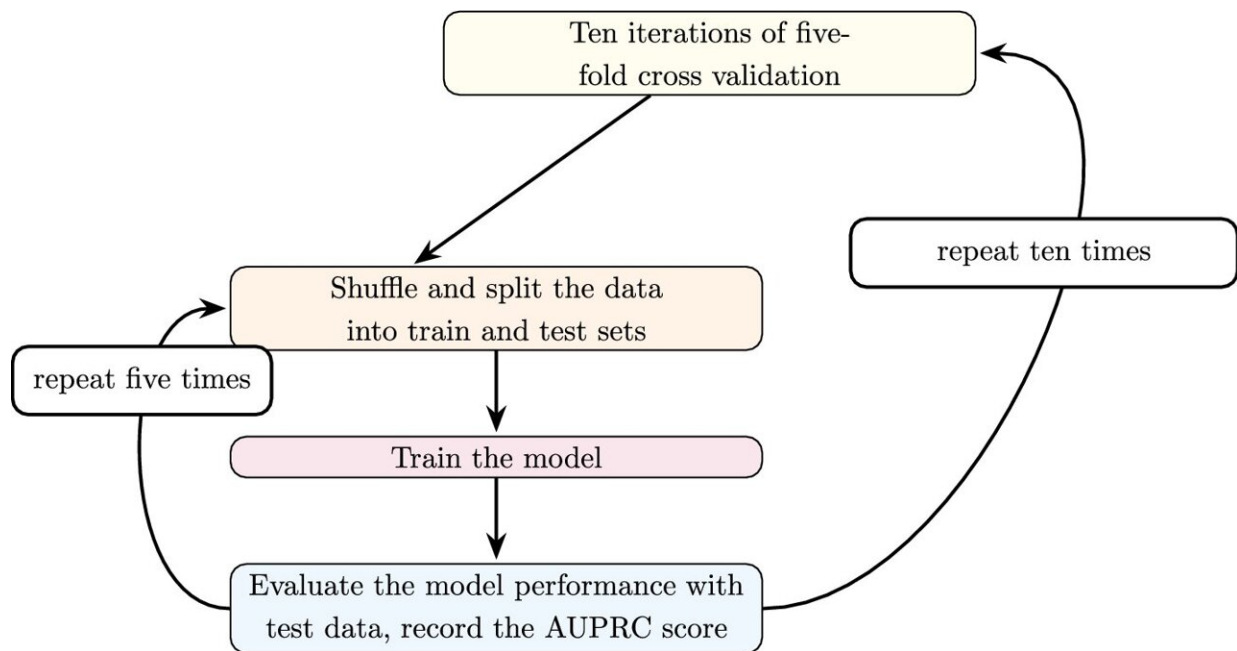 Ten iterations of five-
fold cross validation
repeat ten times
Shuffle and split the data
into train and test sets
repeat five times
Train the model
Evaluate the model performance with
test data, record the AUPRC score